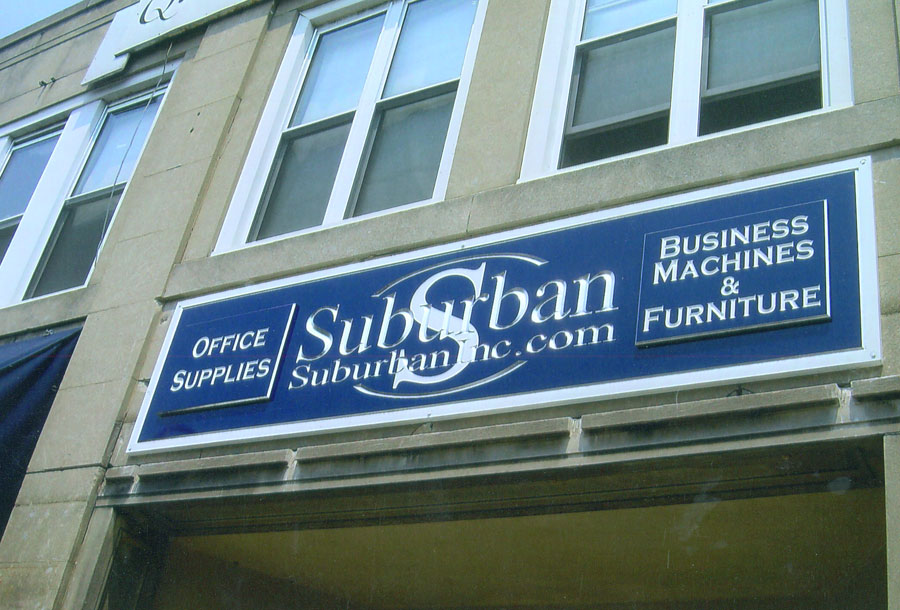 Q
OFFICE
SUPPLIES
S
Suburban
SuburbanInc.com
BUSINESS
MACHINES
&
FURNITURE